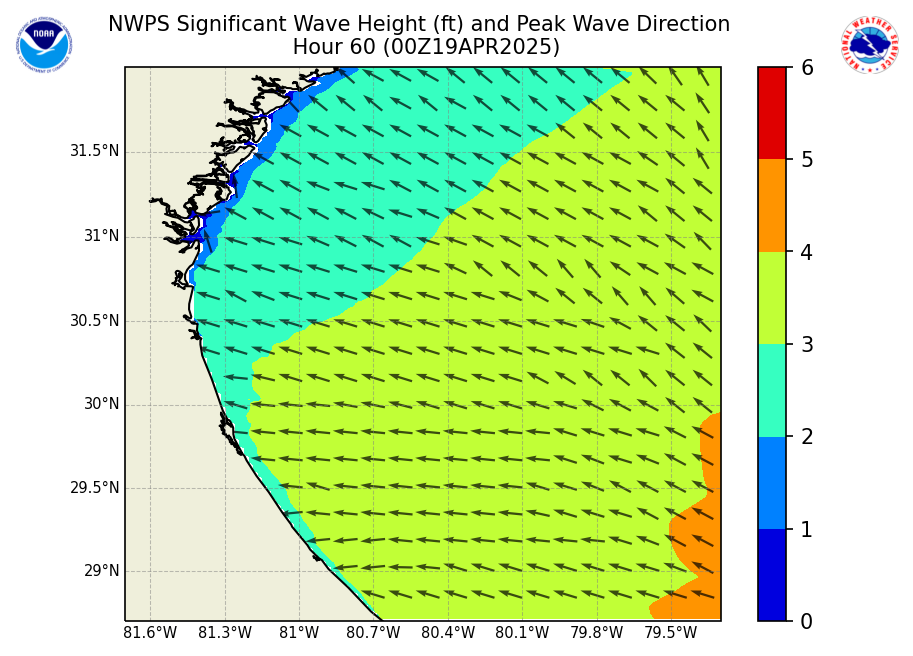 NWPS Significant Wave Height (ft) and Peak Wave Direction
Hour 60 (00Z19APR2025)
NOAA
NATIONAL WEATHER SERVICE
31.5°N
31°N
30.5°N
30°N
29.5°N
29°N
81.6°W 81.3°W 81°W 80.7°W 80.4°W 80.1°W 79.8°W 79.5°W
6
5
4
3
2
1
0